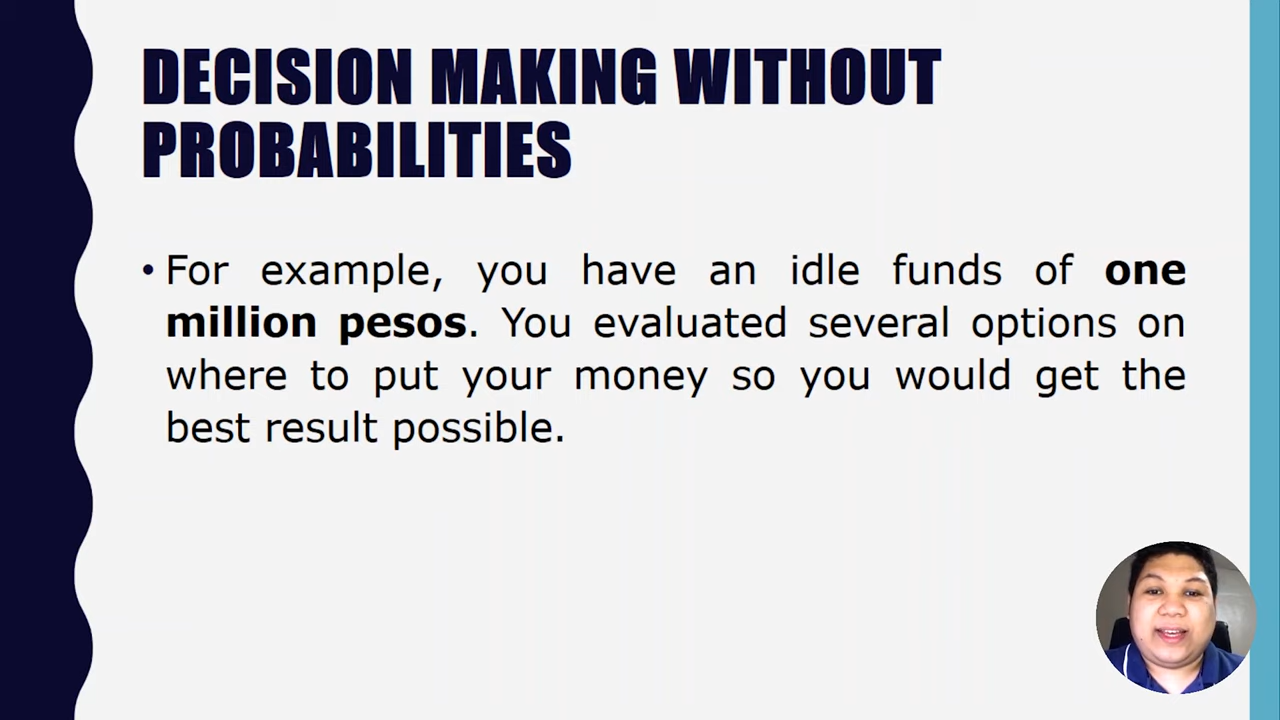 DECISION MAKING WITHOUT
PROBABILITIES
• For example, you have an idle funds of one
million pesos. You evaluated several options on
where to put your money so you would get the
best result possible.